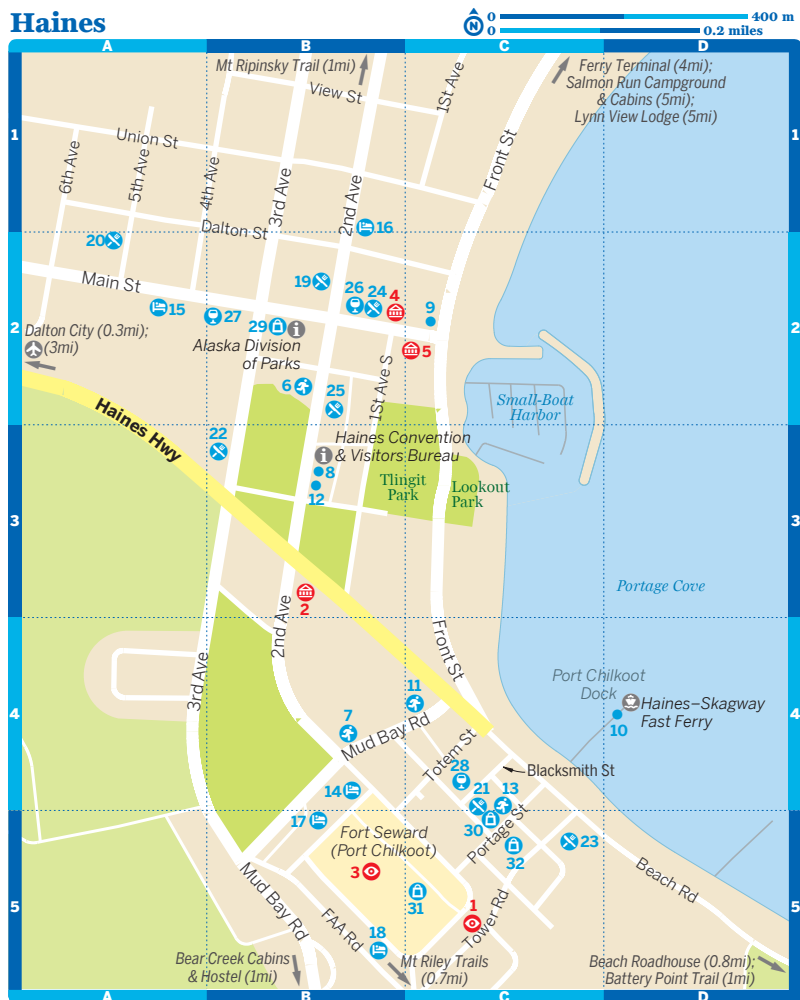 Haines
N
0
400 m
0
0.2 miles
A
B
C
D
Mt Ripinsky Trail (1mi)
Ferry Terminal (4mi);
Salmon Run Campground
& Cabins (5mi);
Lynn View Lodge (5mi)
View St
1St Ave
1
1
Union St
Front St
6th Ave
5th Ave
4th Ave
3rd Ave
2nd Ave
Dalton St
16
20
19
Main St
26
24
4
9
15
27
29
i
5
2
2
Dalton City (0.3mi);
(3mi)
Alaska Division
of Parks
1St Ave S
6
25
Small-Boat
Harbor
Haines Hwy
22
Haines Convention
& Visitors Bureau
i
8
12
Tlingit
Park
Lookout
Park
3
3
2
Portage Cove
2nd Ave
Front St
3rd Ave
Port Chilkoot
Dock
Haines–Skagway
Fast Ferry
10
11
4
4
7
Mud Bay Rd
Totem St
28
Blacksmith St
14
21
13
17
30
Portage St
23
32
Fort Seward
(Port Chilkoot)
3
Beach Rd
31
1
5
5
Mud Bay Rd
FAA Rd
18
Tower Rd
Bear Creek Cabins
& Hostel (1mi)
Mt Riley Trails
(0.7mi)
Beach Roadhouse (0.8mi);
Battery Point Trail (1mi)
A
B
C
D